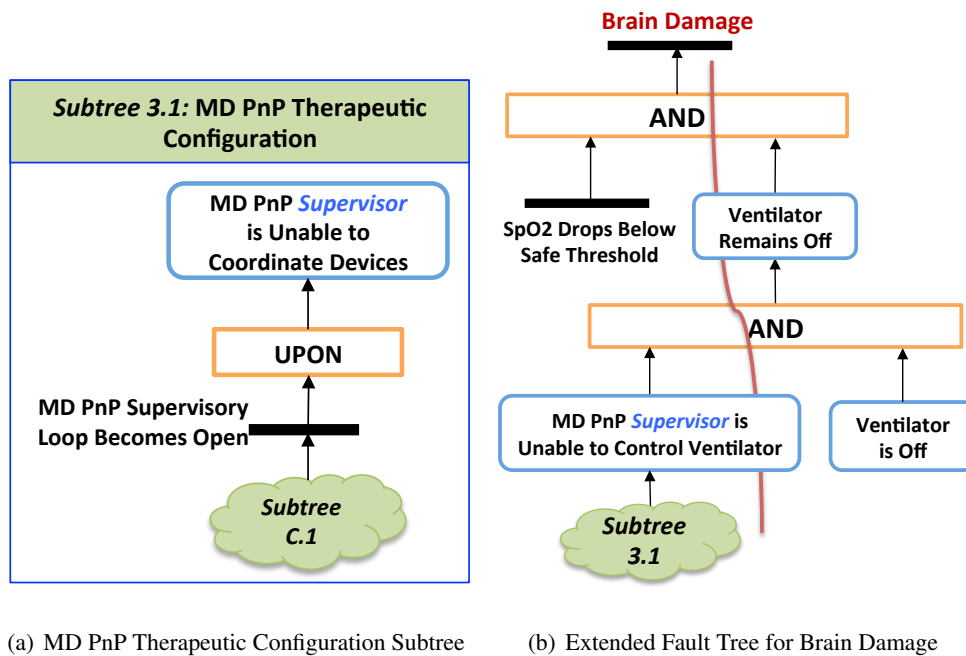 Subtree 3.1: MD PnP Therapeutic
Configuration
MD PnP Supervisor
is Unable to
Coordinate Devices
UPON
MD PnP Supervisory
Loop Becomes Open
Subtree
C.1
(a) MD PnP Therapeutic Configuration Subtree
Brain Damage
AND
SpO2 Drops Below
Safe Threshold
Ventilator
Remains Off
AND
MD PnP Supervisor is
Unable to Control Ventilator
Ventilator
is Off
Subtree
3.1
(b) Extended Fault Tree for Brain Damage